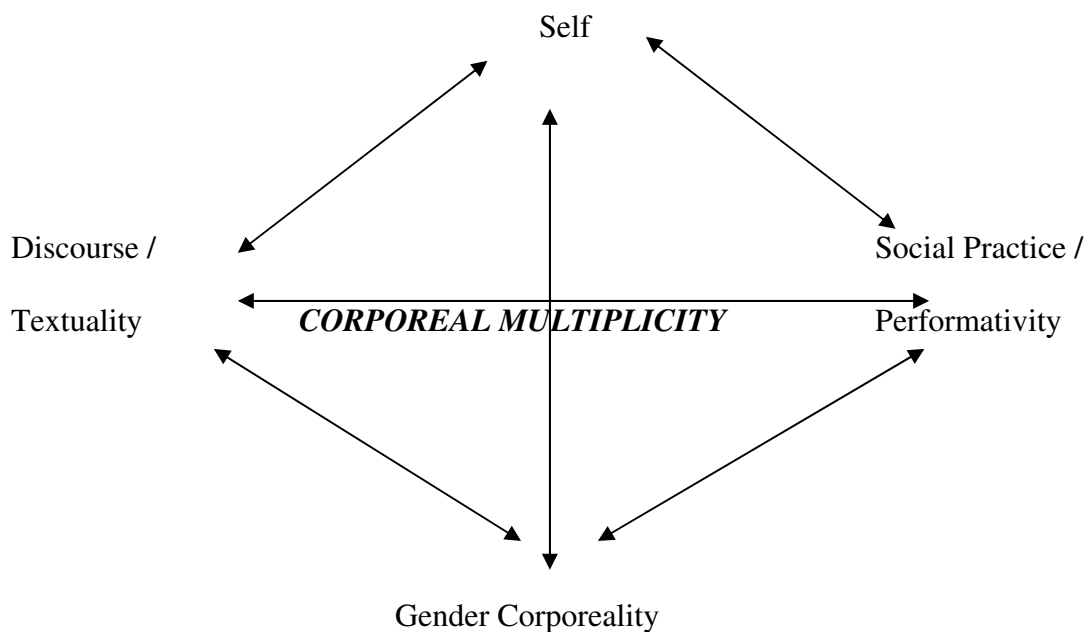 Self
Discourse /
Social Practice /
Textuality
CORPOREAL MULTIPLICITY
Performativity
Gender Corporeality